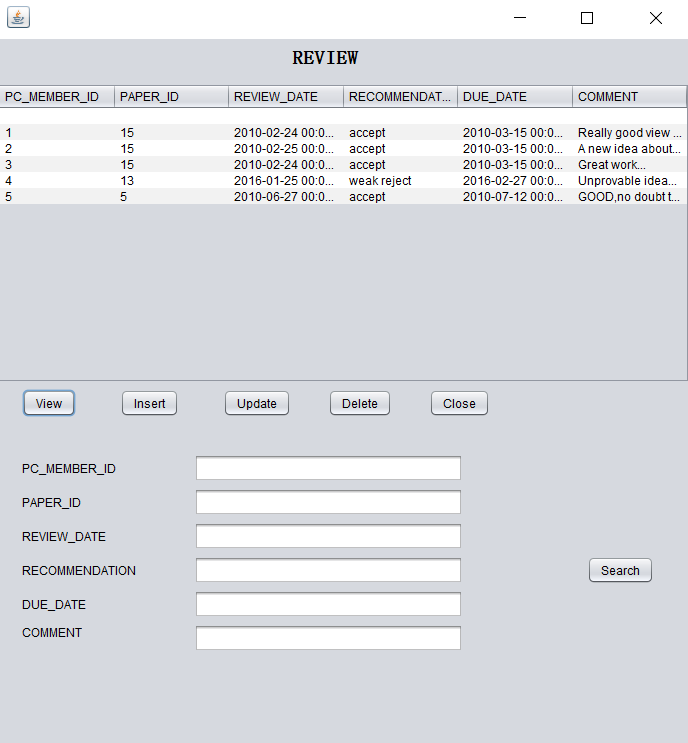 REVIEW
PC_MEMBER_ID PAPER_ID REVIEW_DATE RECOMMENDAT... DUE_DATE COMMENT
1 15 2010-02-24 00:0... accept 2010-03-15 00:0... Really good view ...
2 15 2010-02-25 00:0... accept 2010-03-15 00:0... A new idea about...
3 15 2010-02-24 00:0... accept 2010-03-15 00:0... Great work...
4 13 2016-01-25 00:0... weak reject 2016-02-27 00:0... Unprovable idea...
5 5 2010-06-27 00:0... accept 2010-07-12 00:0... GOOD,no doubt t...
View Insert Update Delete Close
PC_MEMBER_ID
PAPER_ID
REVIEW_DATE
RECOMMENDATION Search
DUE_DATE
COMMENT